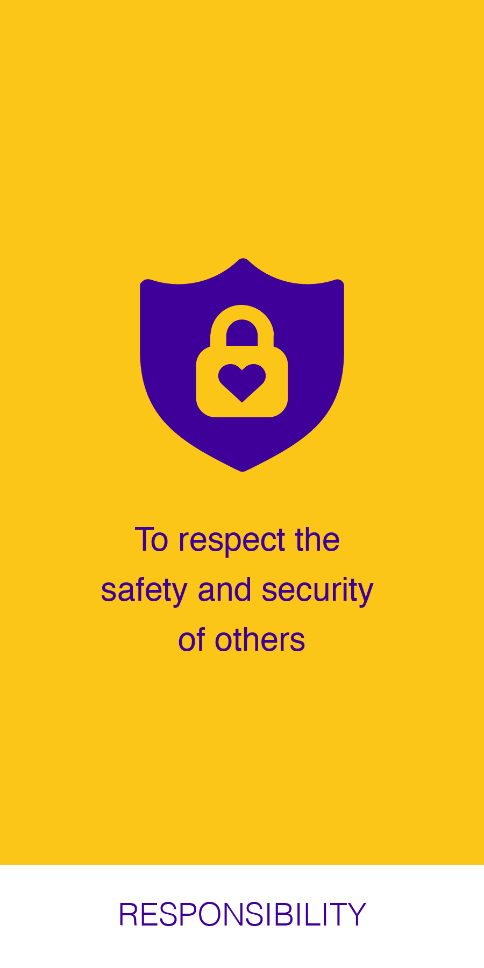 To respect the
safety and security
of others
RESPONSIBILITY